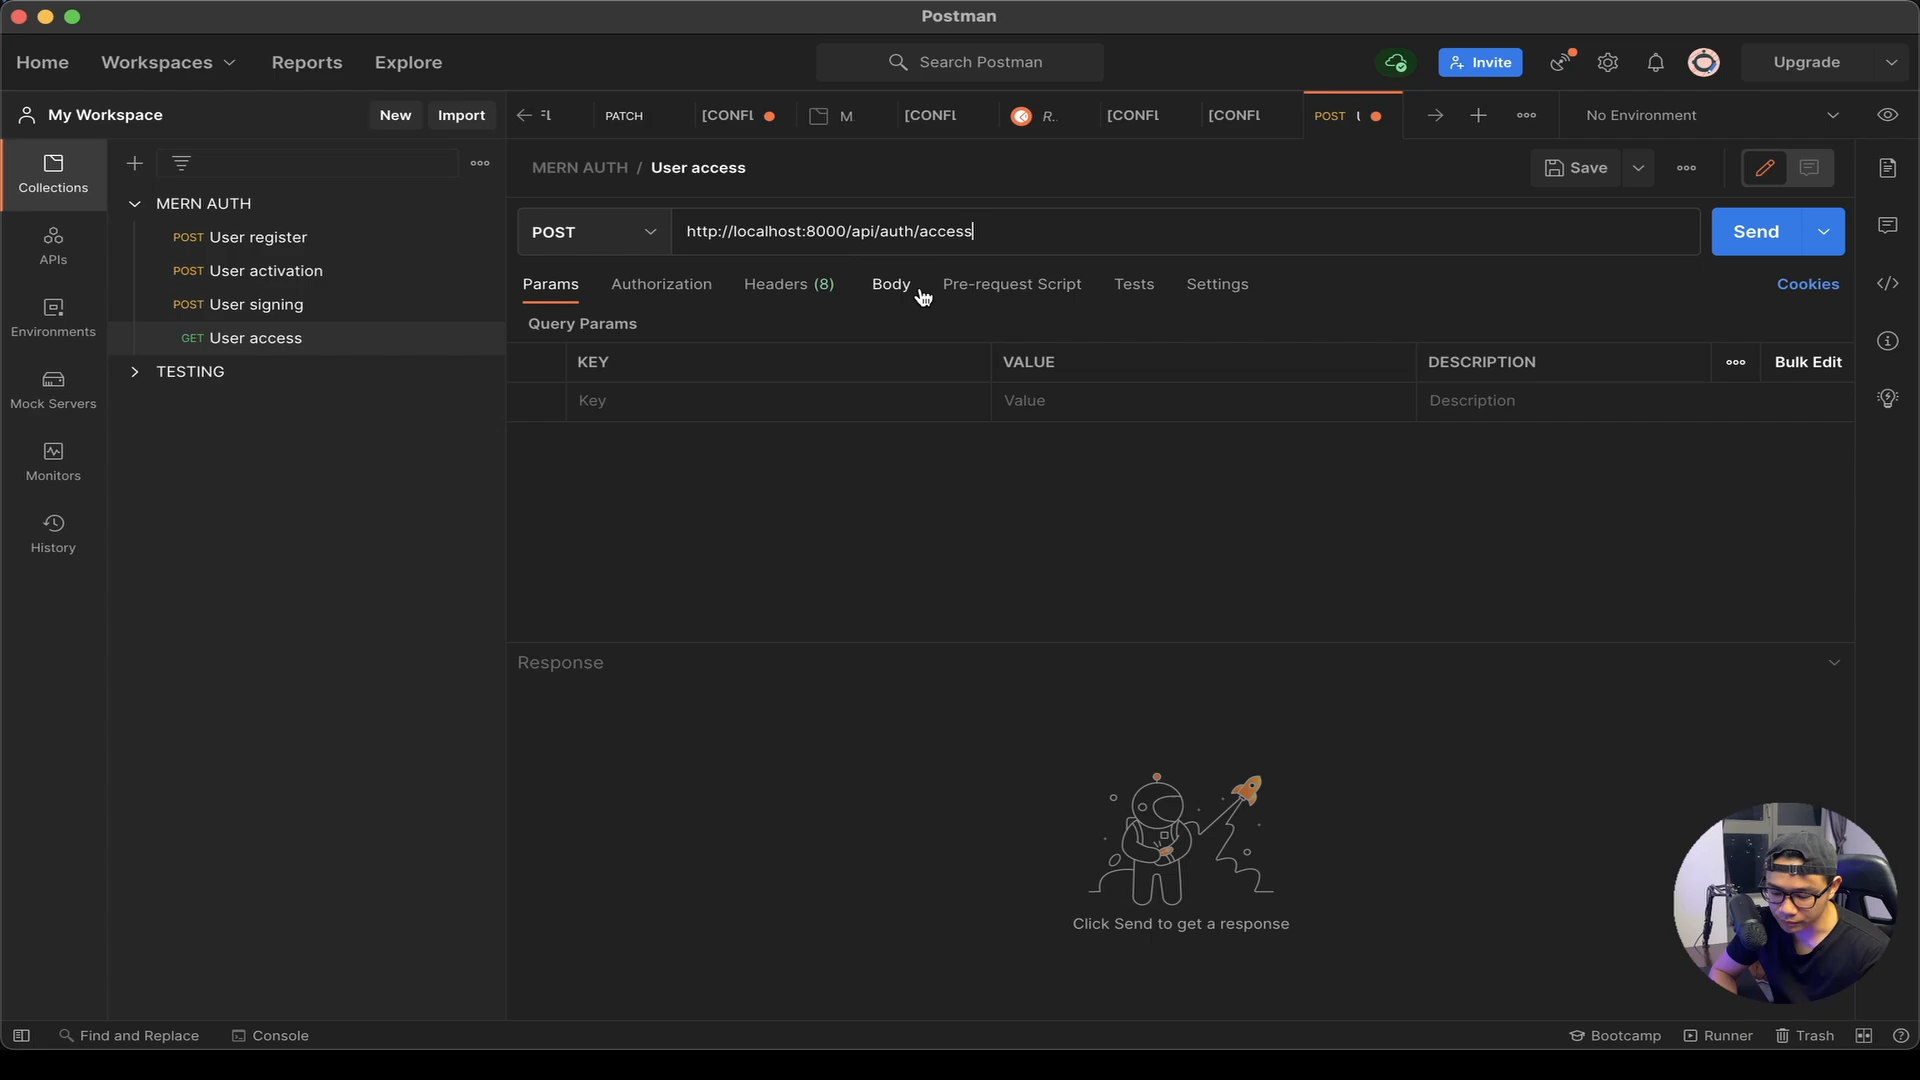 Postman
Home
Workspaces
Reports
Explore
Search Postman
Invite
Upgrade
My Workspace
New
Import
PATCH
[CONFL
M
[CONFL
R.
[CONFL
[CONFL
POST
No Environment
Collections
APIs
Environments
Mock Servers
Monitors
History
MERN AUTH
POST User register
POST User activation
POST User signing
GET User access
TESTING
MERN AUTH / User access
Save
POST
http://localhost:8000/api/auth/access
Send
Params
Authorization
Headers (8)
Body
Pre-request Script
Tests
Settings
Cookies
Query Params
KEY
VALUE
DESCRIPTION
Bulk Edit
Key
Value
Description
Response
Click Send to get a response
Find and Replace
Console
Bootcamp
Runner
Trash